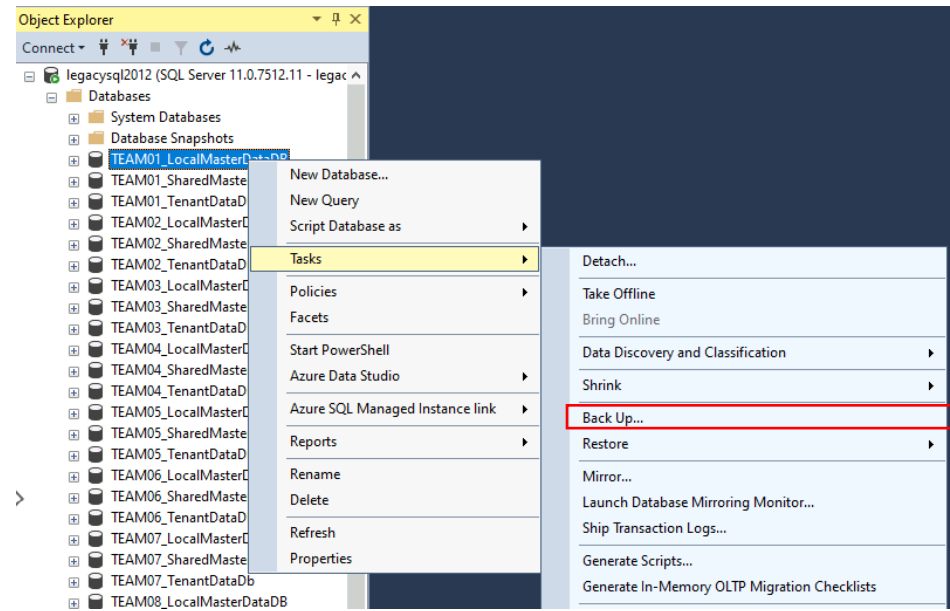 Object Explorer
Connect
legacysql2012 (SQL Server 11.0.7512.11 - legac
Databases
System Databases
Database Snapshots
TEAM01_LocalMasterDataDB
TEAM01_SharedMaste
TEAM01_TenantDataD
TEAM02_LocalMasterD
TEAM02_SharedMaste
TEAM02_TenantDataD
TEAM03_LocalMasterD
TEAM03_SharedMaste
TEAM03_TenantDataD
TEAM04_LocalMasterD
TEAM04_SharedMaste
TEAM04_TenantDataD
TEAM05_LocalMasterD
TEAM05_SharedMaste
TEAM05_TenantDataD
TEAM06_LocalMasterD
TEAM06_SharedMaste
TEAM06_TenantDataD
TEAM07_LocalMasterD
TEAM07_SharedMaste
TEAM07_TenantDataDb
TEAM08_LocalMasterDataDB
New Database...
New Query
Script Database as
Tasks
Policies
Facets
Start PowerShell
Azure Data Studio
Azure SQL Managed Instance link
Reports
Rename
Delete
Refresh
Properties
Detach...
Take Offline
Bring Online
Data Discovery and Classification
Shrink
Back Up...
Restore
Mirror...
Launch Database Mirroring Monitor...
Ship Transaction Logs...
Generate Scripts...
Generate In-Memory OLTP Migration Checklists